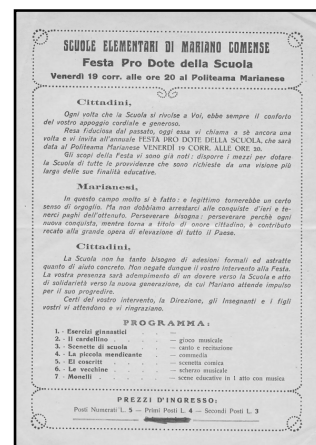 SCUOLE ELEMENTARI DI MARIANO COMENSE
Festa Pro Dote della Scuola
Venerdì 19 corr. alle ore 20 al Politeama Marianese
Cittadini,
Ogni volta che la Scuola si rivolse a Voi, ebbe sempre il conforto
del vostro appoggio cordiale e generoso.
Resa fiduciosa dal passato, oggi essa vi chiama a sè ancora una
volta e vi invita all'annuale FESTA PRO DOTE DELLA SCUOLA, che sarà
data al Politeama Marianese VENERDÌ 19 CORR. ALLE ORE 20.
Gli scopi della Festa vi sono già noti: disporre i mezzi per dotare
la Scuola di tutte le provvidenze che sono richieste da una visione più
larga delle sue finalità educative.
Marianesi,
In questo campo molto si è fatto: e legittimo tornerebbe un certo
senso di orgoglio. Ma non dobbiamo arrestarci alle conquiste d'ieri e te-
nerci paghi dell'ottenuto. Perseverare bisogna: perseverare perchè ogni
nuova conquista, mentre torna a titolo di onore cittadino, è contributo
recato alla grande opera di elevazione di tutto il Paese.
Cittadini,
La Scuola non ha tanto bisogno di adesioni formali ed astratte
quanto di aiuto concreto. Non negate dunque il vostro intervento alla Festa.
La vostra presenza sarà adempimento di un dovere verso la Scuola e atto
di solidarietà verso la nuova generazione, da cui Mariano attende impulso
per il suo progredire.
Certi del vostro intervento, la Direzione, gli Insegnanti e i figli
vostri vi attendono e vi ringraziano.
PROGRAMMA:
1. - Esercizi ginnastici —
2. - Il cardellino — gioco musicale
3. - Scenette di scuola — canto e recitazione
4. - La piccola mendicante — commedia
5. - Ei coscritt — scenetta comica
6. - Le vecchine — scherzo musicale
7 - Monelli — scene educative in 1 atto con musica
PREZZI D'INGRESSO:
Posti Numerati L. 5 — Primi Posti L. 4 — Secondi Posti L. 3